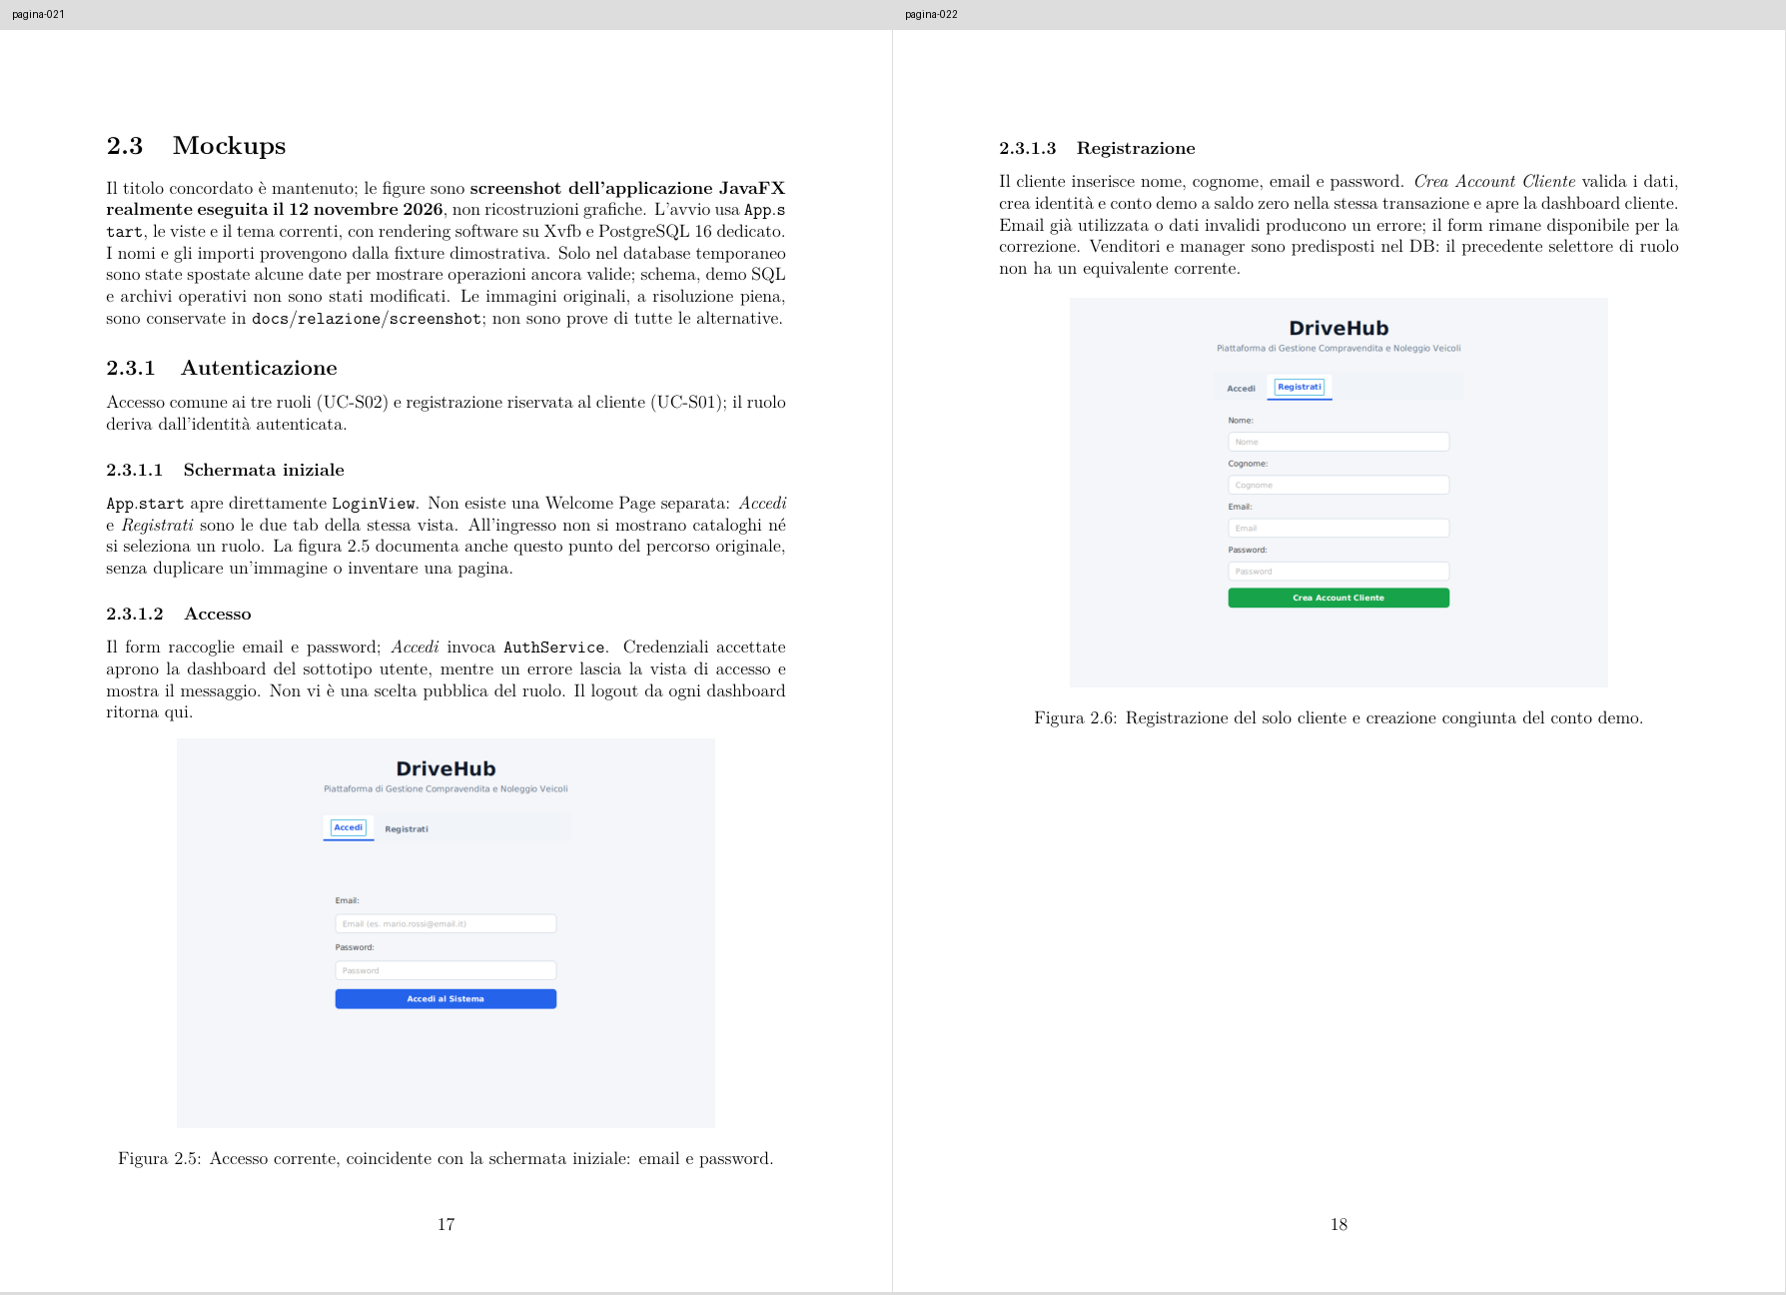 pagina-021
2.3 Mockups
Il titolo concordato è mantenuto; le figure sono screenshot dell'applicazione JavaFX
realmente eseguita il 12 novembre 2026, non ricostruzioni grafiche. L'avvio usa App.s
tart, le viste e il tema correnti, con rendering software su Xvfb e PostgreSQL 16 dedicato.
I nomi e gli importi provengono dalla fixture dimostrativa. Solo nel database temporaneo
sono state spostate alcune date per mostrare operazioni ancora valide; schema, demo SQL
e archivi operativi non sono stati modificati. Le immagini originali, a risoluzione piena,
sono conservate in docs/relazione/screenshot; non sono prove di tutte le alternative.
2.3.1 Autenticazione
Accesso comune ai tre ruoli (UC-S02) e registrazione riservata al cliente (UC-S01); il ruolo
deriva dall'identità autenticata.
2.3.1.1 Schermata iniziale
App.start apre direttamente LoginView. Non esiste una Welcome Page separata: Accedi
e Registrati sono le due tab della stessa vista. All'ingresso non si mostrano cataloghi né
si seleziona un ruolo. La figura 2.5 documenta anche questo punto del percorso originale,
senza duplicare un'immagine o inventare una pagina.
2.3.1.2 Accesso
Il form raccoglie email e password; Accedi invoca AuthService. Credenziali accettate
aprono la dashboard del sottotipo utente, mentre un errore lascia la vista di accesso e
mostra il messaggio. Non vi è una scelta pubblica del ruolo. Il logout da ogni dashboard
ritorna qui.
DriveHub
Piattaforma di Gestione Compravendita e Noleggio Veicoli
Accedi Registrati
Email:
Email (es. mario.rossi@email.it)
Password:
Password
Accedi al Sistema
Figura 2.5: Accesso corrente, coincidente con la schermata iniziale: email e password.
17
pagina-022
2.3.1.3 Registrazione
Il cliente inserisce nome, cognome, email e password. Crea Account Cliente valida i dati,
crea identità e conto demo a saldo zero nella stessa transazione e apre la dashboard cliente.
Email già utilizzata o dati invalidi producono un errore; il form rimane disponibile per la
correzione. Venditori e manager sono predisposti nel DB: il precedente selettore di ruolo
non ha un equivalente corrente.
DriveHub
Piattaforma di Gestione Compravendita e Noleggio Veicoli
Accedi Registrati
Nome:
Nome
Cognome:
Cognome
Email:
Email
Password:
Password
Crea Account Cliente
Figura 2.6: Registrazione del solo cliente e creazione congiunta del conto demo.
18